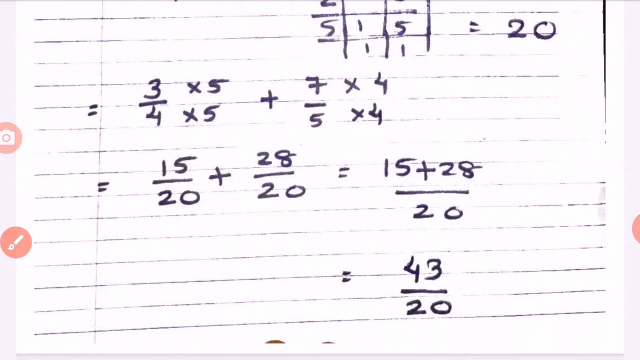 5 | 1 | 5 | = 20
1 | 1
= 3/4 ×5/×5 + 7/5 ×4/×4
= 15/20 + 28/20 = 15+28/20
= 43/20